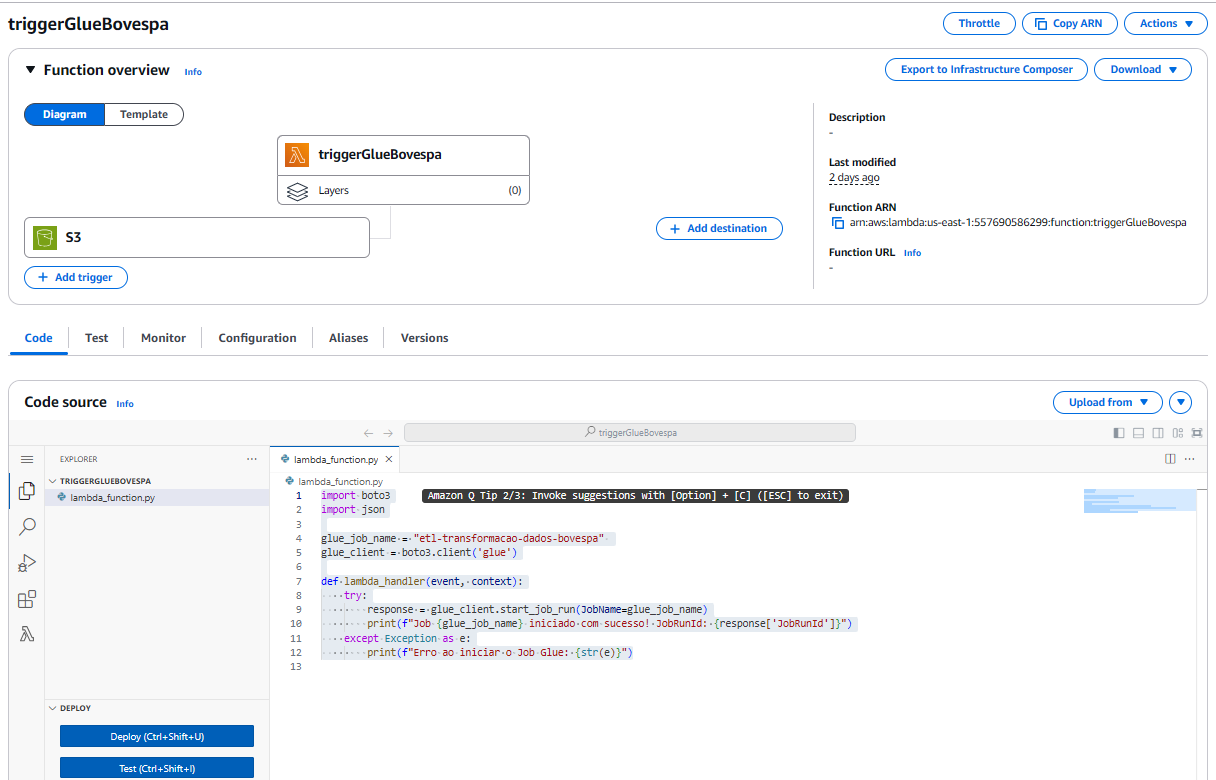 triggerGlueBovespa
Throttle
Copy ARN
Actions
Function overview
Info
Export to Infrastructure Composer
Download
Diagram
Template
triggerGlueBovespa
Layers
(0)
S3
Add trigger
Add destination
Description
-
Last modified
2 days ago
Function ARN
arn:aws:lambda:us-east-1:557690586299:function:triggerGlueBovespa
Function URL Info
-
Code
Test
Monitor
Configuration
Aliases
Versions
Code source Info
Upload from
triggerGlueBovespa
EXPLORER
TRIGGERGLUEBOVESPA
lambda_function.py
lambda_function.py
lambda_function.py
1 import boto3
Amazon Q Tip 2/3: Invoke suggestions with [Option] + [C] ([ESC] to exit)
2 import json
3
4 glue_job_name = "etl-transformacao-dados-bovespa"
5 glue_client = boto3.client('glue')
6
7 def lambda_handler(event, context):
8 try:
9 response = glue_client.start_job_run(JobName=glue_job_name)
10 print(f"Job {glue_job_name} iniciado com sucesso! JobRunId: {response['JobRunId']}")
11 except Exception as e:
12 print(f"Erro ao iniciar o Job Glue: {str(e)}")
13
DEPLOY
Deploy (Ctrl+Shift+U)
Test (Ctrl+Shift+I)